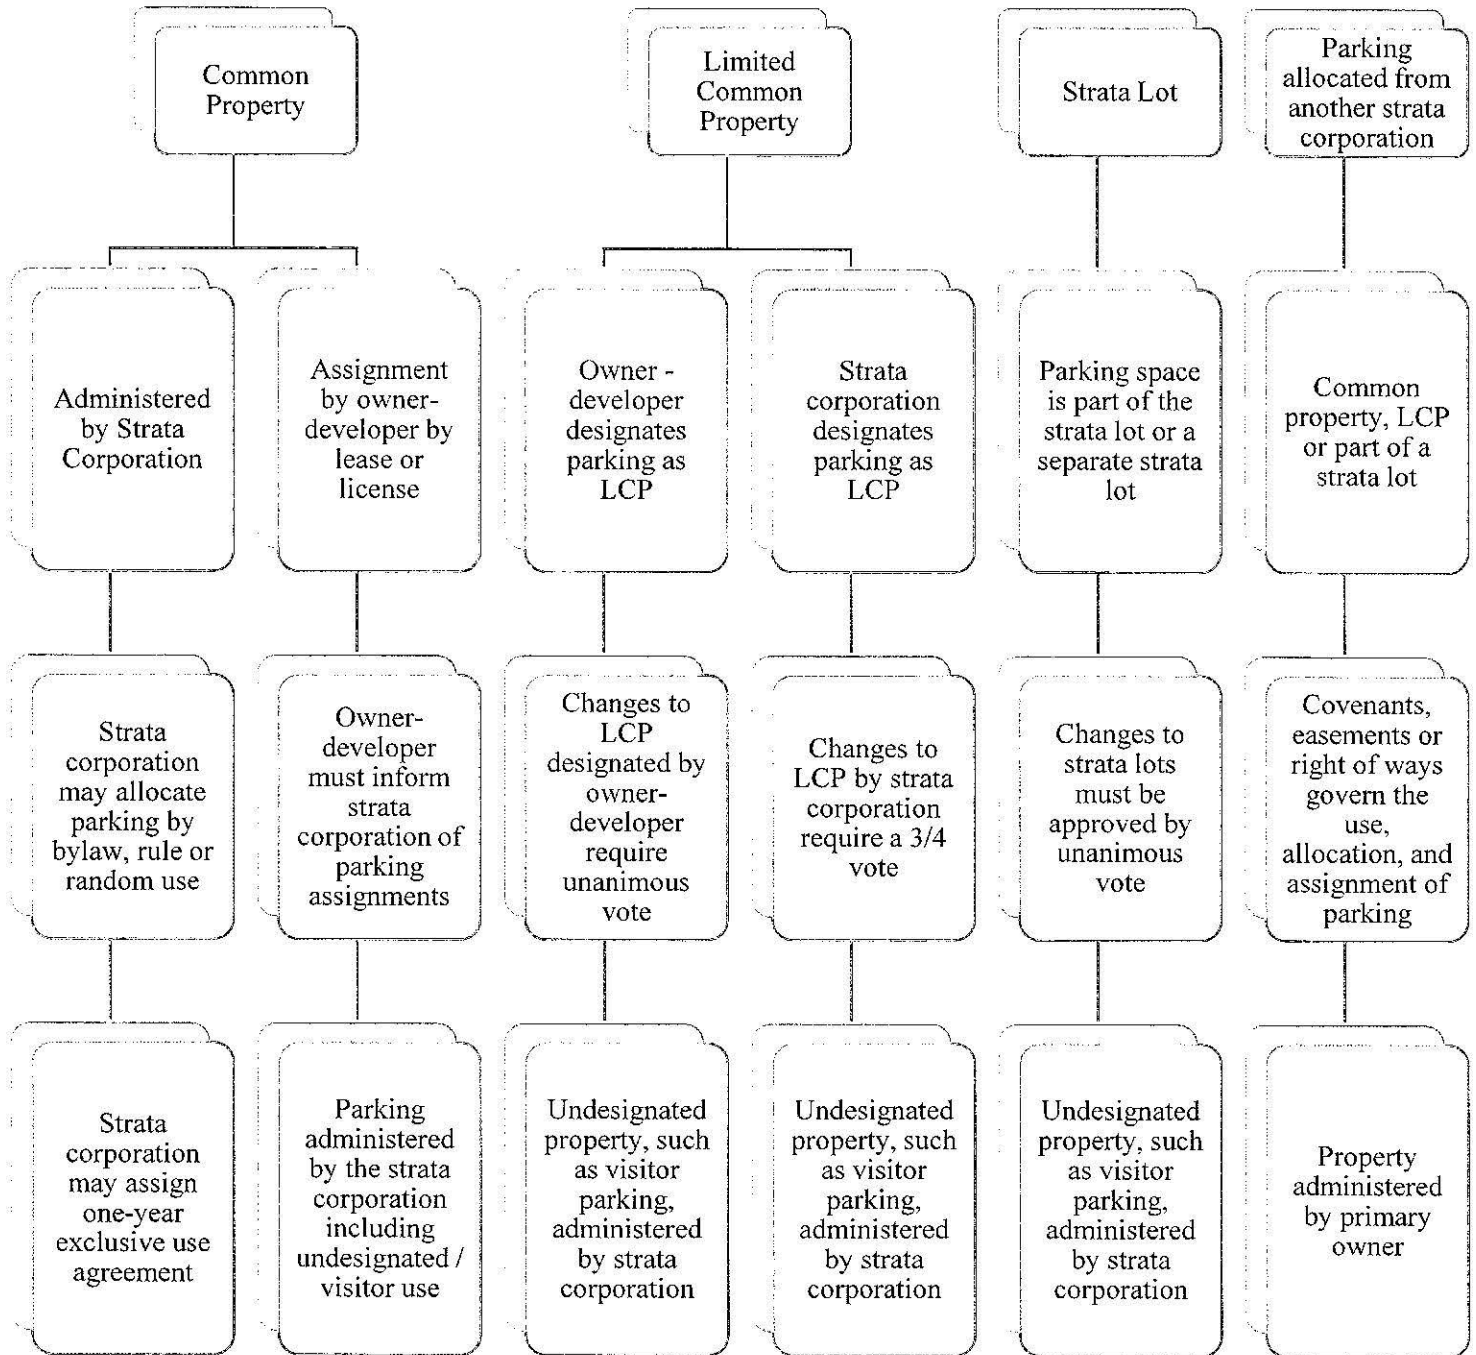 Common
Property
Limited
Common
Property
Strata Lot
Parking
allocated from
another strata
corporation
Administered
by Strata
Corporation
Assignment
by owner-
developer by
lease or
license
Owner -
developer
designates
parking as
LCP
Strata
corporation
designates
parking as
LCP
Parking space
is part of the
strata lot or a
separate strata
lot
Common
property, LCP
or part of a
strata lot
Strata
corporation
may allocate
parking by
bylaw, rule or
random use
Owner-
developer
must inform
strata
corporation of
parking
assignments
Changes to
LCP
designated by
owner-
developer
require
unanimous
vote
Changes to
LCP by strata
corporation
require a 3/4
vote
Changes to
strata lots
must be
approved by
unanimous
vote
Covenants,
easements or
right of ways
govern the
use,
allocation, and
assignment of
parking
Strata
corporation
may assign
one-year
exclusive use
agreement
Parking
administered
by the strata
corporation
including
undesignated /
visitor use
Undesignated
property, such
as visitor
parking,
administered
by strata
corporation
Undesignated
property, such
as visitor
parking,
administered
by strata
corporation
Undesignated
property, such
as visitor
parking,
administered
by strata
corporation
Property
administered
by primary
owner